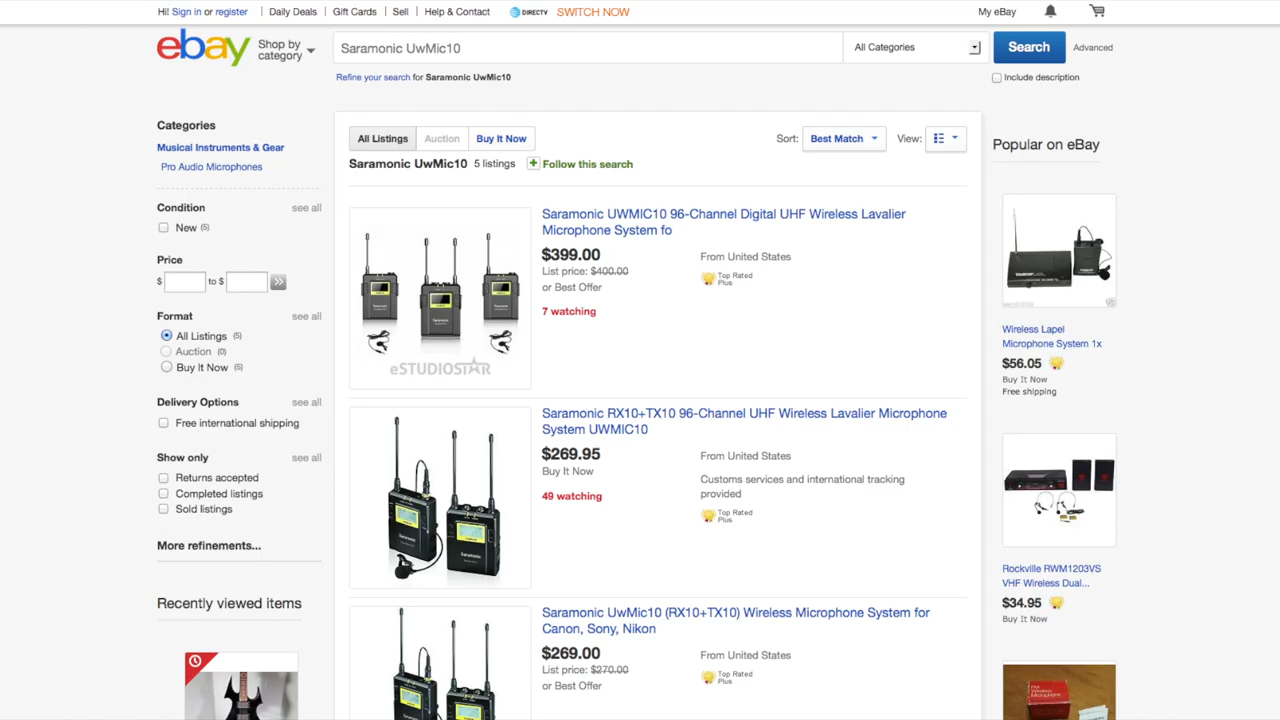 Hi! Sign in or register
Daily Deals
Gift Cards
Sell
Help & Contact
DIRECTV
SWITCH NOW
My eBay
ebay
Shop by
category
Saramonic UwMic10
All Categories
Search
Advanced
Refine your search for Saramonic UwMic10
Include description
Categories
Musical Instruments & Gear
Pro Audio Microphones
Condition
see all
New (5)
Price
$ to $
Format
see all
All Listings (5)
Auction (0)
Buy It Now (5)
Delivery Options
see all
Free international shipping
Show only
see all
Returns accepted
Completed listings
Sold listings
More refinements...
Recently viewed items
All Listings
Auction
Buy It Now
Sort:
Best Match
View:
Saramonic UwMic10 5 listings
Follow this search
eSTUDIOSTAR
Saramonic UWMIC10 96-Channel Digital UHF Wireless Lavalier
Microphone System fo
$399.00
List price: $400.00
or Best Offer
7 watching
From United States
Top Rated
Plus
Saramonic RX10+TX10 96-Channel UHF Wireless Lavalier Microphone
System UWMIC10
$269.95
Buy It Now
49 watching
From United States
Customs services and international tracking
provided
Top Rated
Plus
Saramonic UwMic10 (RX10+TX10) Wireless Microphone System for
Canon, Sony, Nikon
$269.00
List price: $270.00
or Best Offer
From United States
Top Rated
Plus
Popular on eBay
Wireless Lapel
Microphone System 1x
$56.05
Buy It Now
Free shipping
Rockville RWM1203VS
VHF Wireless Dual...
$34.95
Buy It Now